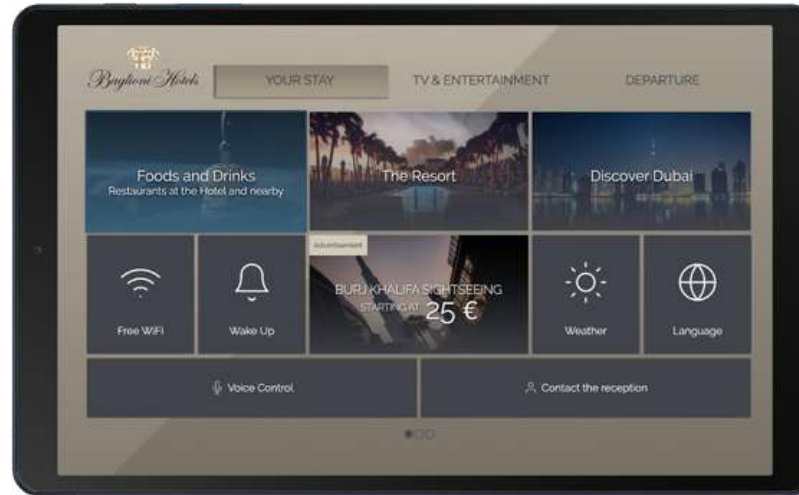 Baglioni Hotels
YOUR STAY
TV & ENTERTAINMENT
DEPARTURE
Foods and Drinks
Restaurants at the Hotel and nearby
The Resort
Discover Dubai
Free WiFi
Wake Up
Advertisement
BURJ KHALIFA SIGHTSEEING
STARTING AT 25 €
Weather
Language
Voice Control
Contact the reception